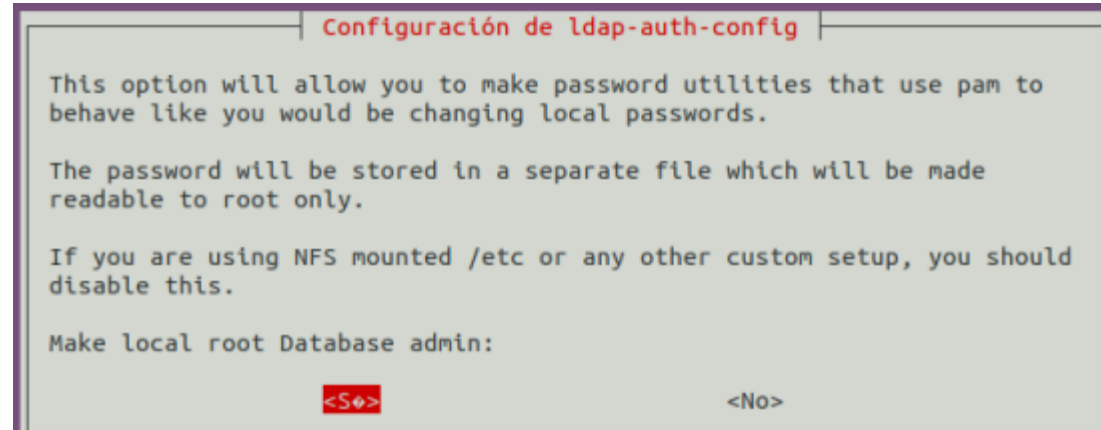 Configuración de ldap-auth-config
This option will allow you to make password utilities that use pam to
behave like you would be changing local passwords.
The password will be stored in a separate file which will be made
readable to root only.
If you are using NFS mounted /etc or any other custom setup, you should
disable this.
Make local root Database admin:
<S�> <No>